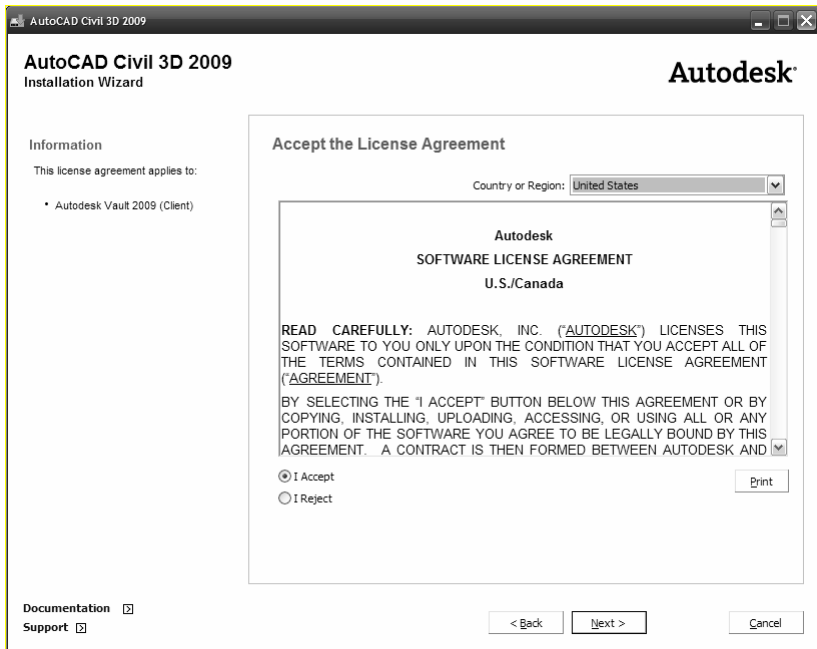 AutoCAD Civil 3D 2009
AutoCAD Civil 3D 2009
Installation Wizard
Autodesk
Information
This license agreement applies to:
• Autodesk Vault 2009 (Client)
Accept the License Agreement
Country or Region: United States
Autodesk
SOFTWARE LICENSE AGREEMENT
U.S./Canada
READ CAREFULLY: AUTODESK, INC. (“AUTODESK”) LICENSES THIS
SOFTWARE TO YOU ONLY UPON THE CONDITION THAT YOU ACCEPT ALL OF
THE TERMS CONTAINED IN THIS SOFTWARE LICENSE AGREEMENT
(“AGREEMENT”).
BY SELECTING THE “I ACCEPT” BUTTON BELOW THIS AGREEMENT OR BY
COPYING, INSTALLING, UPLOADING, ACCESSING, OR USING ALL OR ANY
PORTION OF THE SOFTWARE YOU AGREE TO BE LEGALLY BOUND BY THIS
AGREEMENT. A CONTRACT IS THEN FORMED BETWEEN AUTODESK AND
I Accept
I Reject
Print
Documentation
Support
< Back
Next >
Cancel